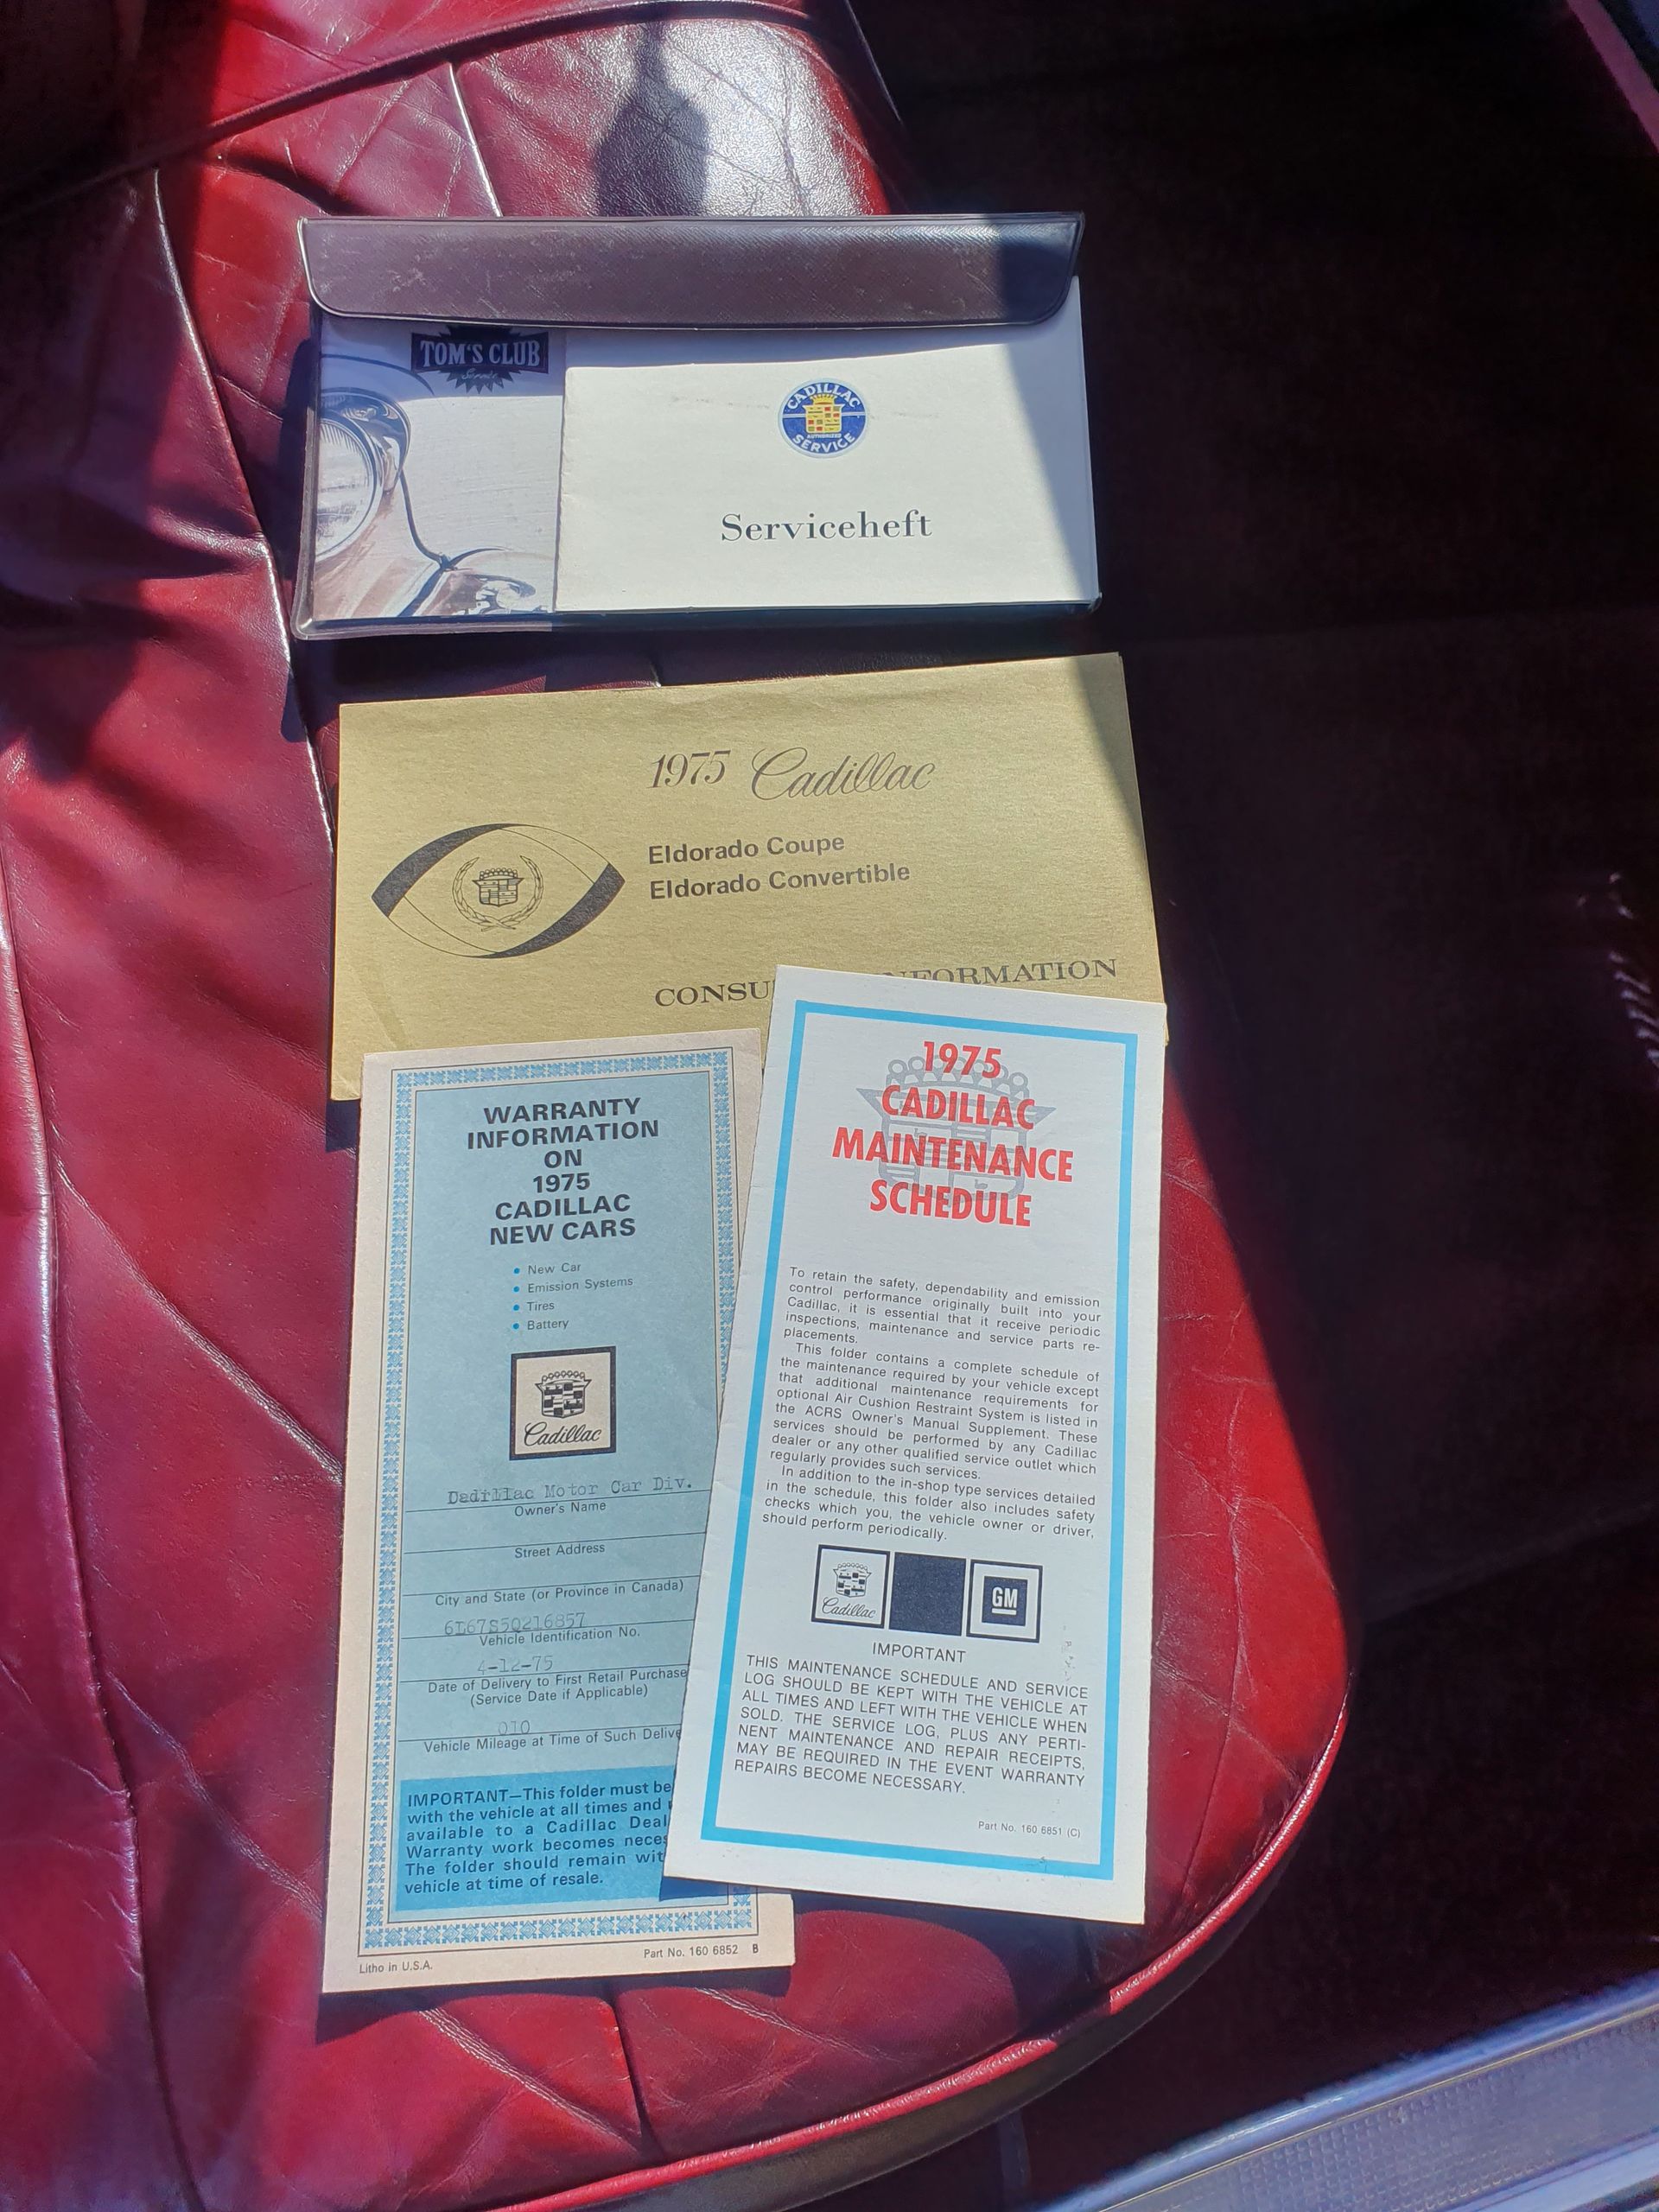 TOM'S CLUB
Service
CADILLAC
AUTHORIZED
SERVICE
Serviceheft
1975 Cadillac
Eldorado Coupe
Eldorado Convertible
CONSU NFORMATION
WARRANTY
INFORMATION
ON
1975
CADILLAC
NEW CARS
• New Car
• Emission Systems
• Tires
• Battery
Cadillac
Motor Car Div.
Owner's Name
Street Address
City and State (or Province in Canada)
6L67S5Q216857
Vehicle Identification No.
4-12-75
Date of Delivery to First Retail Purchase
(Service Date if Applicable)
010
Vehicle Mileage at Time of Such Delive
IMPORTANT—This folder must be
with the vehicle at all times and
available to a Cadillac Deal
Warranty work becomes neces
The folder should remain wit
vehicle at time of resale.
Litho in U.S.A.
Part No. 160 6852 B
1975
CADILLAC
MAINTENANCE
SCHEDULE
To retain the safety, dependability and emission
control performance originally built into your
Cadillac, it is essential that it receive periodic
inspections, maintenance and service parts re-
placements.
This folder contains a complete schedule of
the maintenance required by your vehicle except
that additional maintenance requirements for
optional Air Cushion Restraint System is listed in
the ACRS Owner's Manual Supplement. These
services should be performed by any Cadillac
dealer or any other qualified service outlet which
regularly provides such services.
In addition to the in-shop type services detailed
in the schedule, this folder also includes safety
checks which you, the vehicle owner or driver,
should perform periodically.
Cadillac
GM
IMPORTANT
THIS MAINTENANCE SCHEDULE AND SERVICE
LOG SHOULD BE KEPT WITH THE VEHICLE AT
ALL TIMES AND LEFT WITH THE VEHICLE WHEN
SOLD. THE SERVICE LOG, PLUS ANY PERTI-
NENT MAINTENANCE AND REPAIR RECEIPTS,
MAY BE REQUIRED IN THE EVENT WARRANTY
REPAIRS BECOME NECESSARY.
Part No. 160 6851 (C)